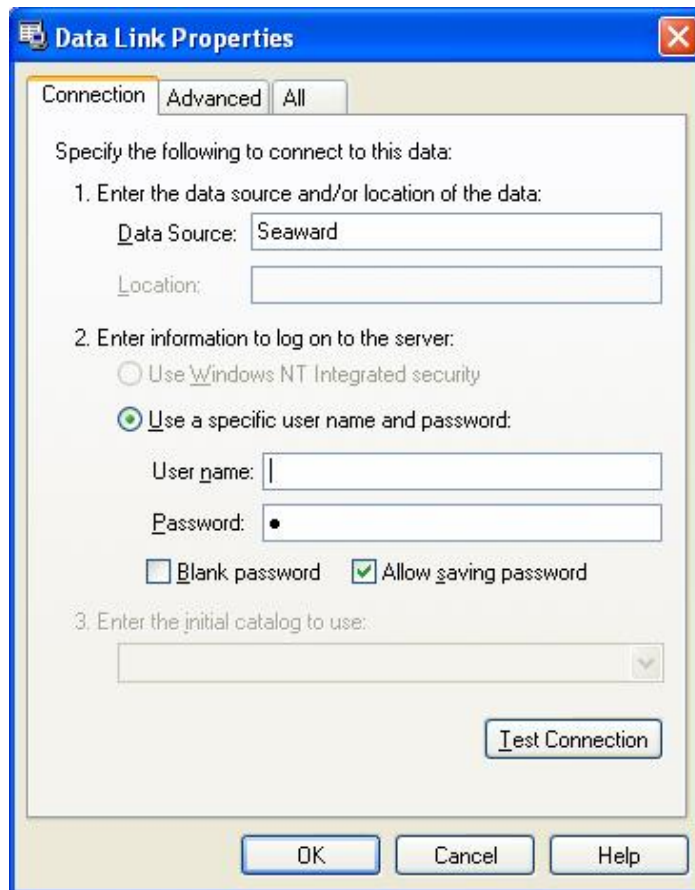 Data Link Properties
Connection Advanced All
Specify the following to connect to this data:
1. Enter the data source and/or location of the data:
Data Source: Seaward
Location:
2. Enter information to log on to the server:
Use Windows NT Integrated security
Use a specific user name and password:
User name:
Password: ●
Blank password Allow saving password
3. Enter the initial catalog to use:
Test Connection
OK Cancel Help